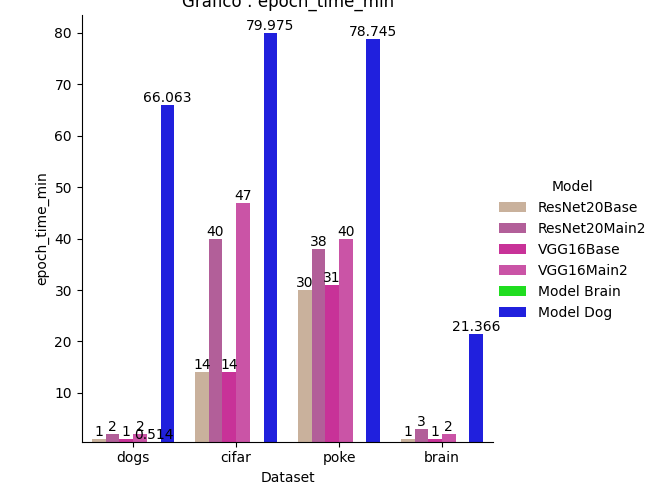 Grafico : epoch_time_min
epoch_time_min
80
70
60
50
40
30
20
10
1
2
1
2
0.514
66.063
14
40
14
47
79.975
30
38
31
40
78.745
1
3
1
2
21.366
dogs
cifar
poke
brain
Dataset
Model
ResNet20Base
ResNet20Main2
VGG16Base
VGG16Main2
Model Brain
Model Dog